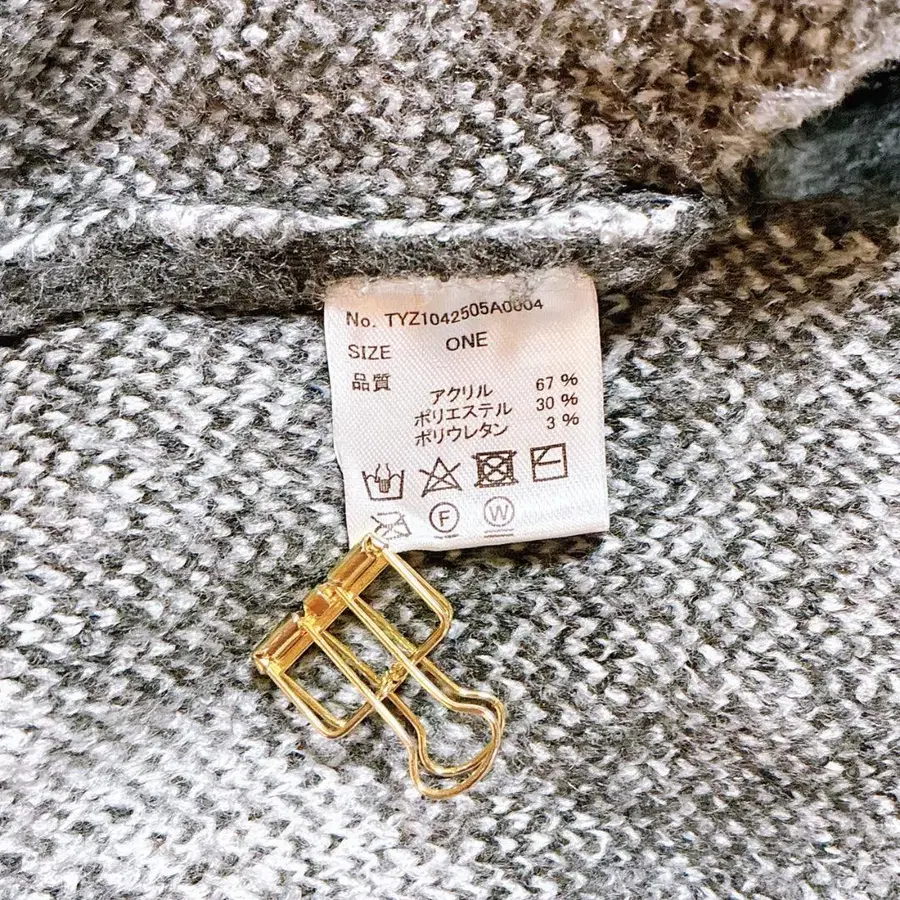 No. TYZ1042505A0004
SIZE ONE
品質
アクリル 67 %
ポリエステル 30 %
ポリウレタン 3 %
F W